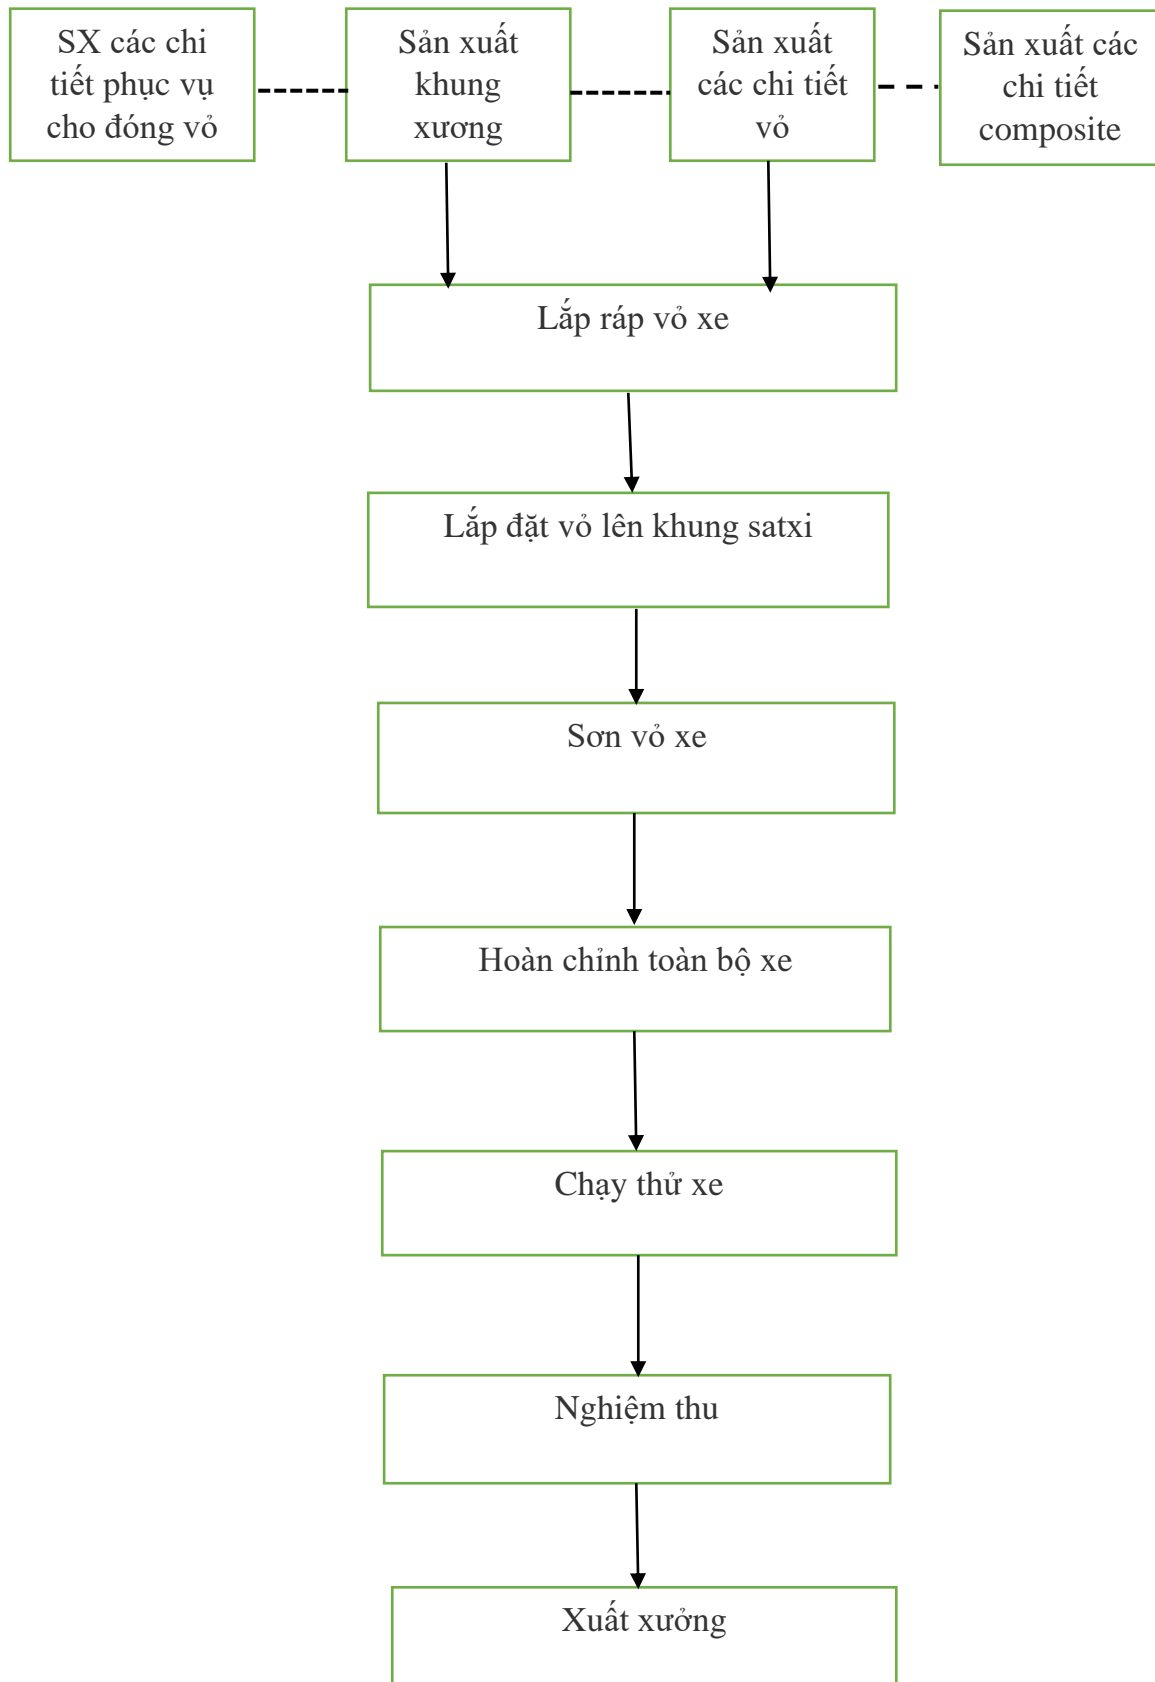 SX các chi
tiết phục vụ
cho đóng vỏ
Sản xuất
khung
xương
Sản xuất
các chi tiết
vỏ
Sản xuất các
chi tiết
composite
Lắp ráp vỏ xe
Lắp đặt vỏ lên khung satxi
Sơn vỏ xe
Hoàn chỉnh toàn bộ xe
Chạy thử xe
Nghiệm thu
Xuất xưởng